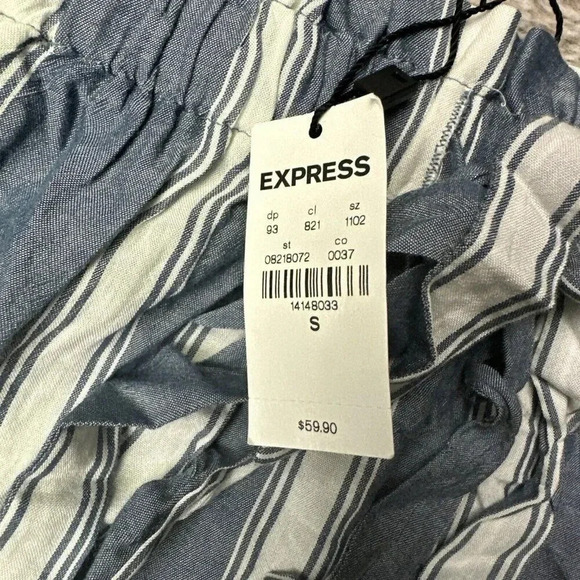 EXPRESS
dp cl sz
93 821 1102
st co
08218072 0037
14148033
S
$59.90